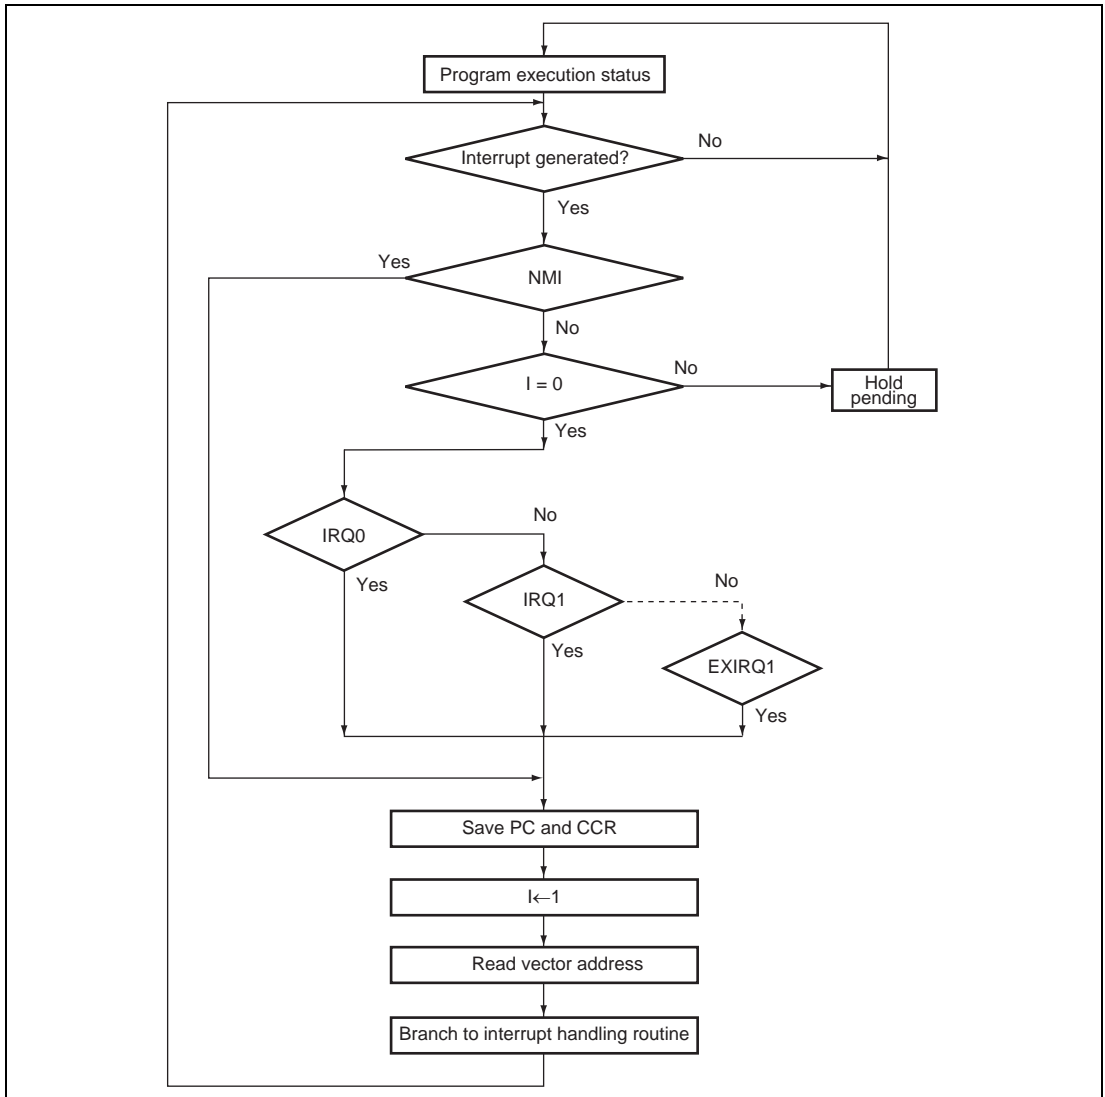 Program execution status
Interrupt generated?
No
Yes
Yes
NMI
No
I = 0
No
Hold
pending
Yes
IRQ0
No
Yes
IRQ1
No
Yes
EXIRQ1
Yes
Save PC and CCR
I←1
Read vector address
Branch to interrupt handling routine